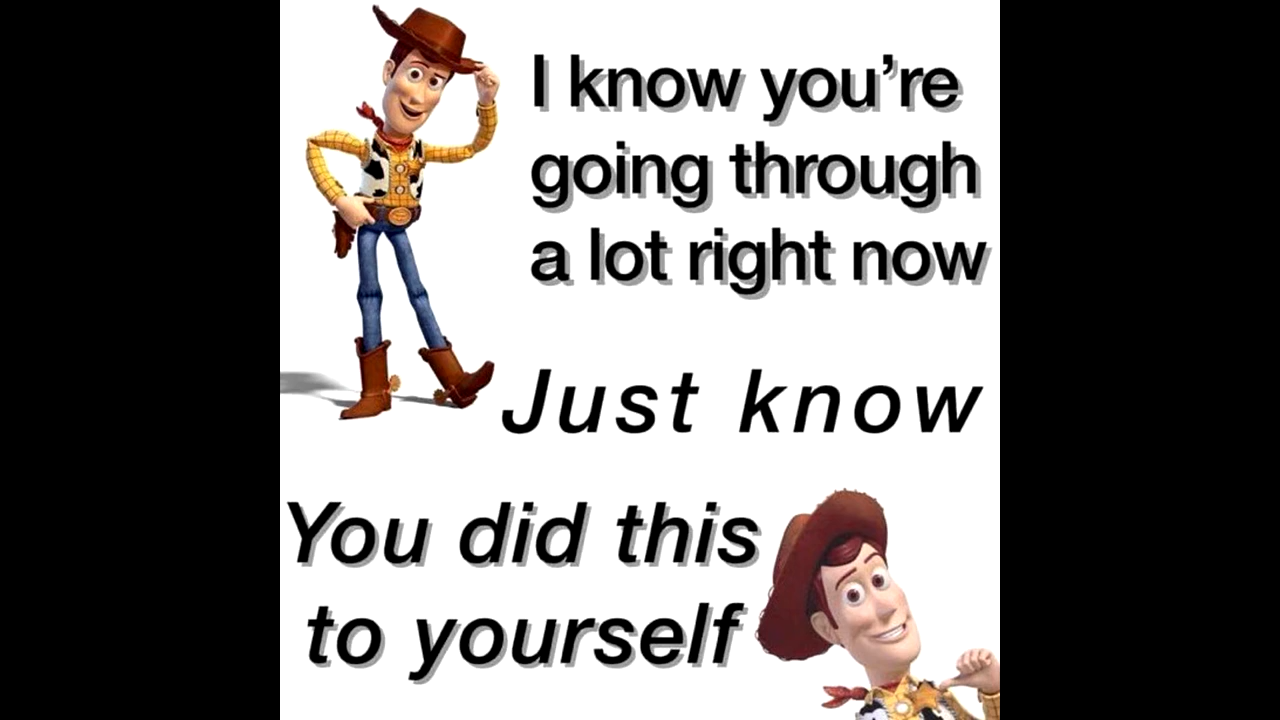 I know you’re
going through
a lot right now
Just know
You did this
to yourself